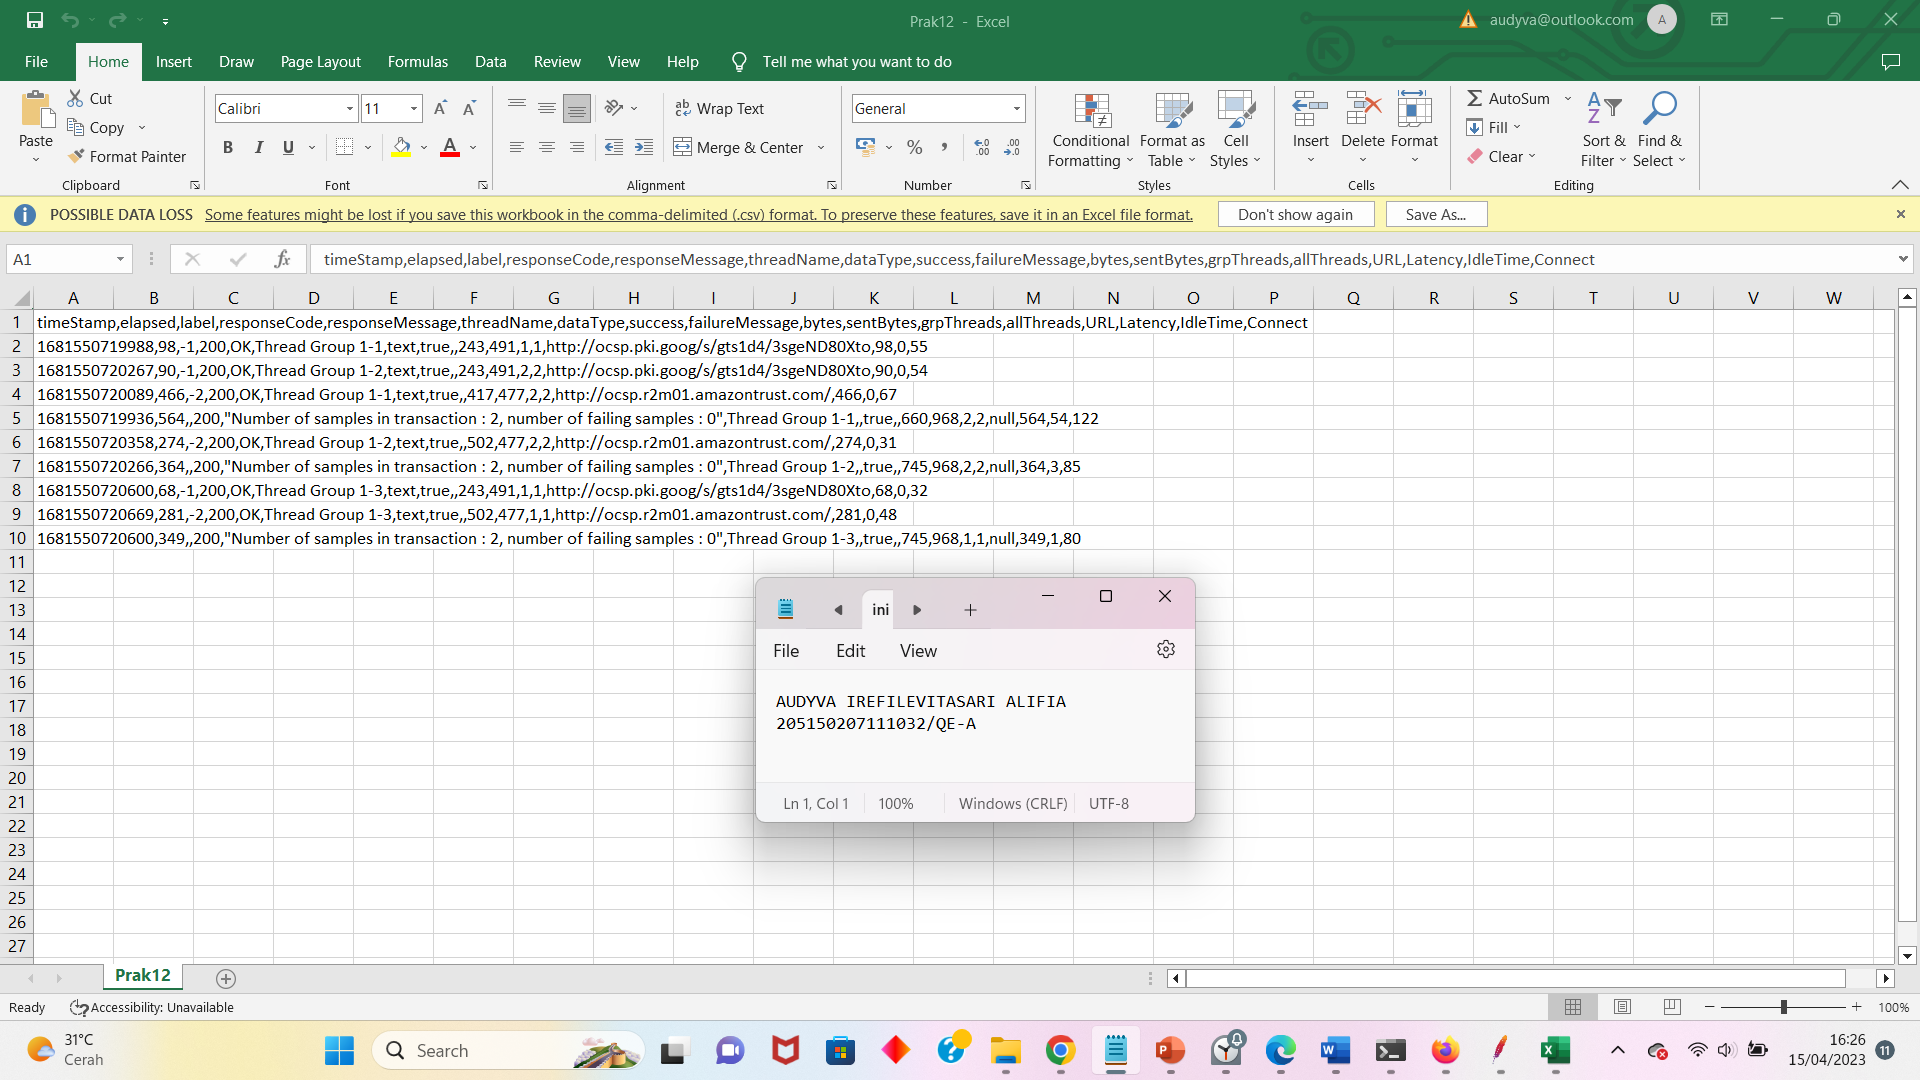 Prak12 - Excel
audyva@outlook.com
A
File Home Insert Draw Page Layout Formulas Data Review View Help Tell me what you want to do
Paste
Cut
Copy
Format Painter
Clipboard
Calibri 11
B I U
Font
Wrap Text
Merge & Center
Alignment
General
% ,
Number
Conditional Formatting
Format as Table
Cell Styles
Styles
Insert Delete Format
Cells
AutoSum
Fill
Clear
Sort & Filter
Find & Select
Editing
POSSIBLE DATA LOSS Some features might be lost if you save this workbook in the comma-delimited (.csv) format. To preserve these features, save it in an Excel file format. Don't show again Save As...
A1 fx timeStamp,elapsed,label,responseCode,responseMessage,threadName,dataType,success,failureMessage,bytes,sentBytes,grpThreads,allThreads,URL,Latency,IdleTime,Connect
A B C D E F G H I J K L M N O P Q R S T U V W
1 timeStamp,elapsed,label,responseCode,responseMessage,threadName,dataType,success,failureMessage,bytes,sentBytes,grpThreads,allThreads,URL,Latency,IdleTime,Connect
2 1681550719988,98,-1,200,OK,Thread Group 1-1,text,true,,243,491,1,1,http://ocsp.pki.goog/s/gts1d4/3sgeND80Xto,98,0,55
3 1681550720267,90,-1,200,OK,Thread Group 1-2,text,true,,243,491,2,2,http://ocsp.pki.goog/s/gts1d4/3sgeND80Xto,90,0,54
4 1681550720089,466,-2,200,OK,Thread Group 1-1,text,true,,417,477,2,2,http://ocsp.r2m01.amazontrust.com/,466,0,67
5 1681550719936,564,,200,"Number of samples in transaction : 2, number of failing samples : 0",Thread Group 1-1,,true,,660,968,2,2,null,564,54,122
6 1681550720358,274,-2,200,OK,Thread Group 1-2,text,true,,502,477,2,2,http://ocsp.r2m01.amazontrust.com/,274,0,31
7 1681550720266,364,,200,"Number of samples in transaction : 2, number of failing samples : 0",Thread Group 1-2,,true,,745,968,2,2,null,364,3,85
8 1681550720600,68,-1,200,OK,Thread Group 1-3,text,true,,243,491,1,1,http://ocsp.pki.goog/s/gts1d4/3sgeND80Xto,68,0,32
9 1681550720669,281,-2,200,OK,Thread Group 1-3,text,true,,502,477,1,1,http://ocsp.r2m01.amazontrust.com/,281,0,48
10 1681550720600,349,,200,"Number of samples in transaction : 2, number of failing samples : 0",Thread Group 1-3,,true,,745,968,1,1,null,349,1,80
11
12
13
14
15
16
17
18
19
20
21
22
23
24
25
26
27
ini
File Edit View
AUDYVA IREFILEVITASARI ALIFIA
205150207111032/QE-A
Ln 1, Col 1 100% Windows (CRLF) UTF-8
Prak12
Ready Accessibility: Unavailable 100%
31°C
Cerah
Search
16:26
15/04/2023
11